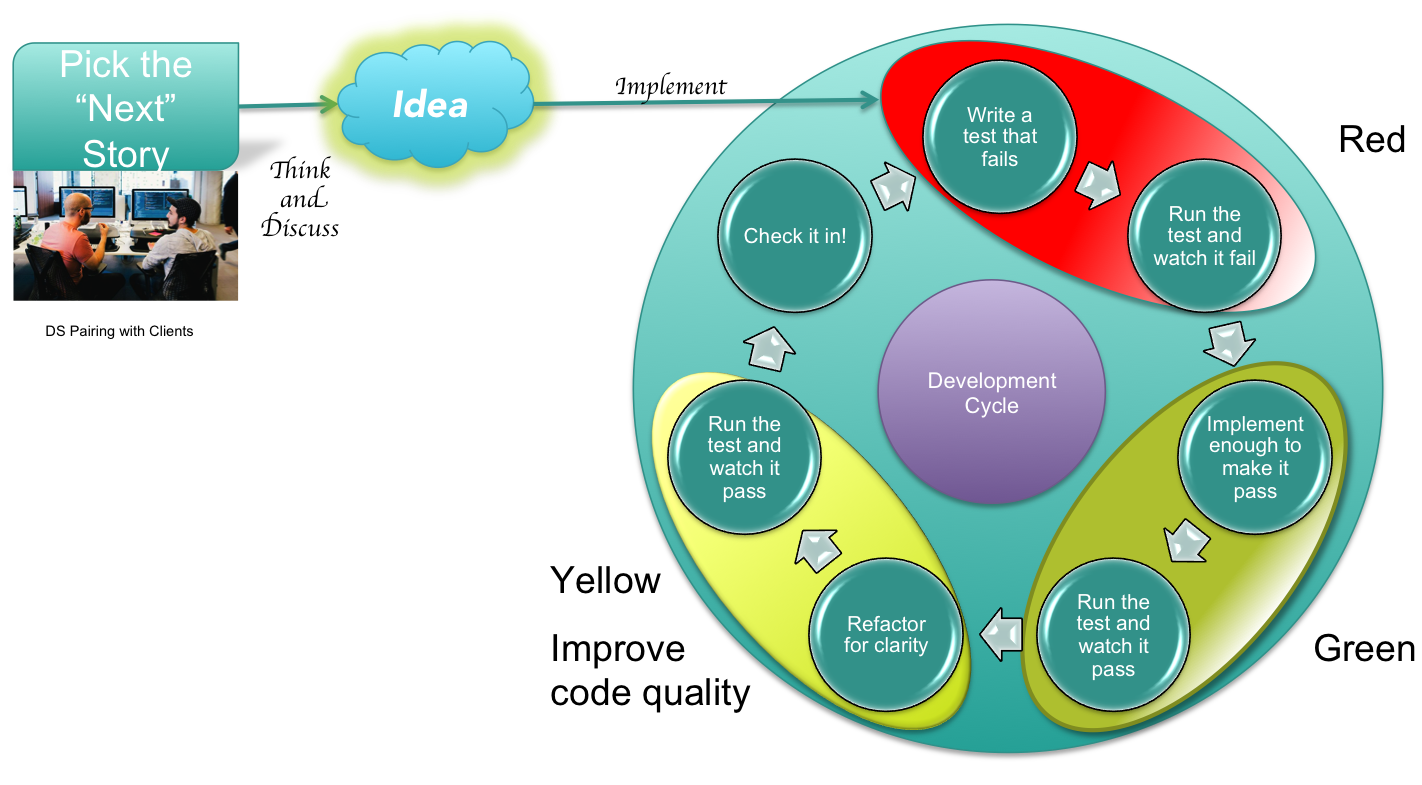 Pick the
“Next”
Story
Think
and
Discuss
DS Pairing with Clients
Idea
Implement
Write a
test that
fails
Run the
test and
watch it fail
Red
Implement
enough to
make it
pass
Run the
test and
watch it
pass
Green
Refactor
for clarity
Run the
test and
watch it
pass
Yellow
Improve
code quality
Check it in!
Development
Cycle